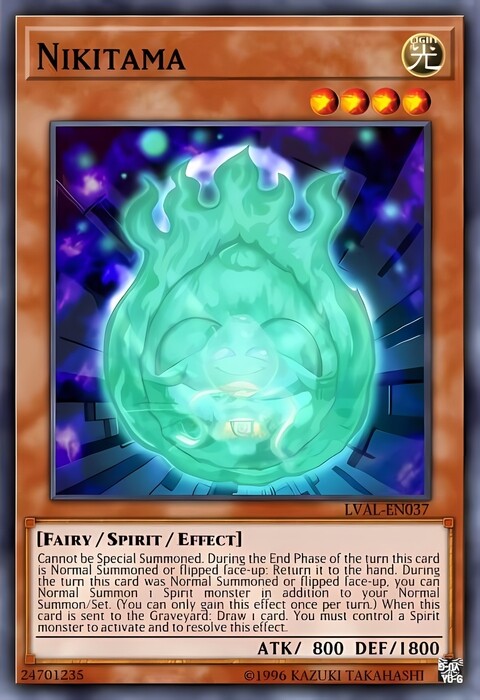 Nikitama
LIGHT
光
LVAL-EN037
[Fairy / Spirit / Effect]
Cannot be Special Summoned. During the End Phase of the turn this card
is Normal Summoned or flipped face-up: Return it to the hand. During
the turn this card was Normal Summoned or flipped face-up, you can
Normal Summon 1 Spirit monster in addition to your Normal
Summon/Set. (You can only gain this effect once per turn.) When this
card is sent to the Graveyard: Draw 1 card. You must control a Spirit
monster to activate and to resolve this effect.
ATK/ 800 DEF/1800
24701235
©1996 KAZUKI TAKAHASHI